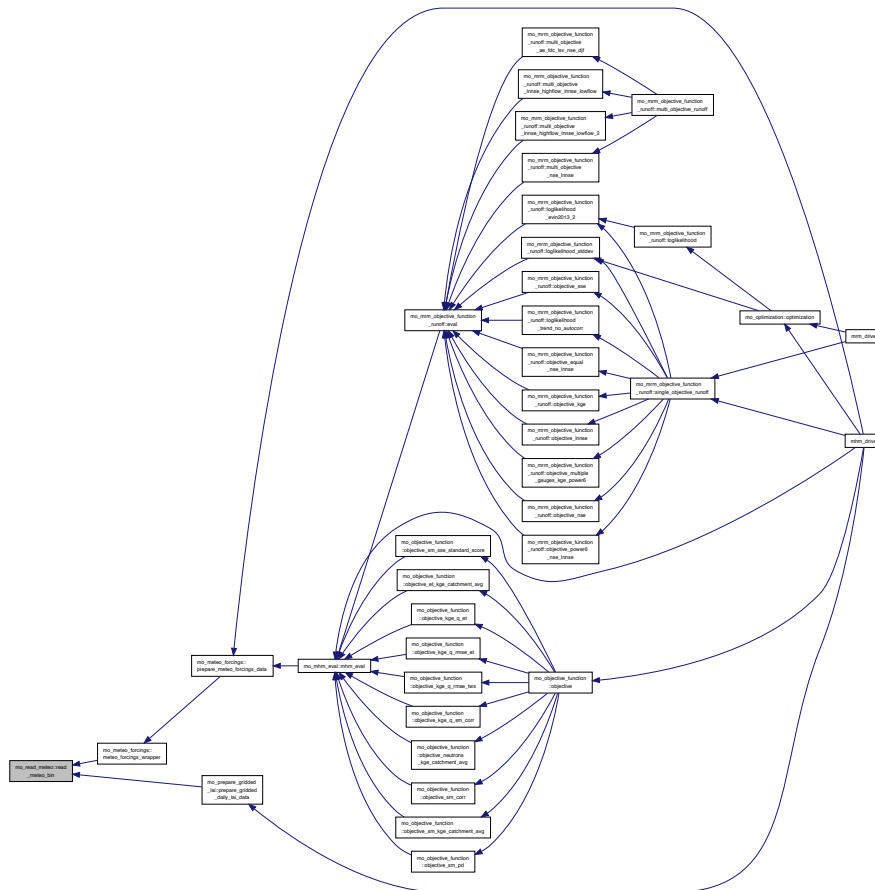 mo_mrm_objective_function
_runoff::multi_objective
_ae_fdc_lsv_nse_djf
mo_mrm_objective_function
_runoff::multi_objective
_lnnse_highflow_lnnse_lowflow
mo_mrm_objective_function
_runoff::multi_objective_runoff
mo_mrm_objective_function
_runoff::multi_objective
_lnnse_highflow_lnnse_lowflow_2
mo_mrm_objective_function
_runoff::multi_objective
_nse_lnnse
mo_mrm_objective_function
_runoff::loglikelihood
_evin2013_2
mo_mrm_objective_function
_runoff::loglikelihood
mo_mrm_objective_function
_runoff::loglikelihood_stddev
mo_mrm_objective_function
_runoff::objective_sse
mo_mrm_objective_function
_runoff::eval
mo_mrm_objective_function
_runoff::loglikelihood
_trend_no_autocorr
mo_optimization::optimization
mrm_drive
mo_mrm_objective_function
_runoff::objective_equal
_nse_lnnse
mo_mrm_objective_function
_runoff::single_objective_runoff
mo_mrm_objective_function
_runoff::objective_kge
mo_mrm_objective_function
_runoff::objective_lnnse
mhm_drive
mo_mrm_objective_function
_runoff::objective_multiple
_gauges_kge_power6
mo_mrm_objective_function
_runoff::objective_nse
mo_mrm_objective_function
_runoff::objective_power6
_nse_lnnse
mo_objective_function
::objective_sm_sse_standard_score
mo_objective_function
::objective_et_kge_catchment_avg
mo_objective_function
::objective_kge_q_et
mo_objective_function
::objective_kge_q_rmse_et
mo_meteo_forcings::
prepare_meteo_forcings_data
mo_mhm_eval::mhm_eval
mo_objective_function
::objective_kge_q_rmse_tws
mo_objective_function
::objective
mo_objective_function
::objective_kge_q_sm_corr
mo_objective_function
::objective_neutrons
_kge_catchment_avg
mo_meteo_forcings::
meteo_forcings_wrapper
mo_read_meteo::read
_meteo_bin
mo_prepare_gridded
_lai::prepare_gridded
_daily_lai_data
mo_objective_function
::objective_sm_corr
mo_objective_function
::objective_sm_kge_catchment_avg
mo_objective_function
::objective_sm_pd